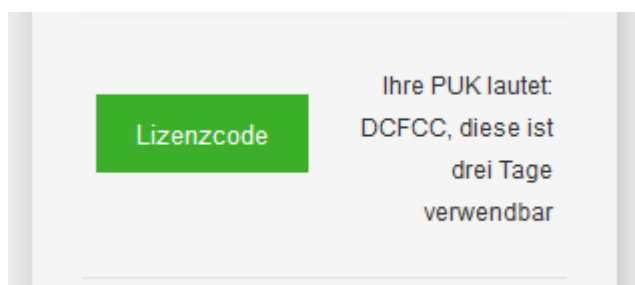 Lizenzcode
Ihre PUK lautet:
DCFCC, diese ist
drei Tage
verwendbar